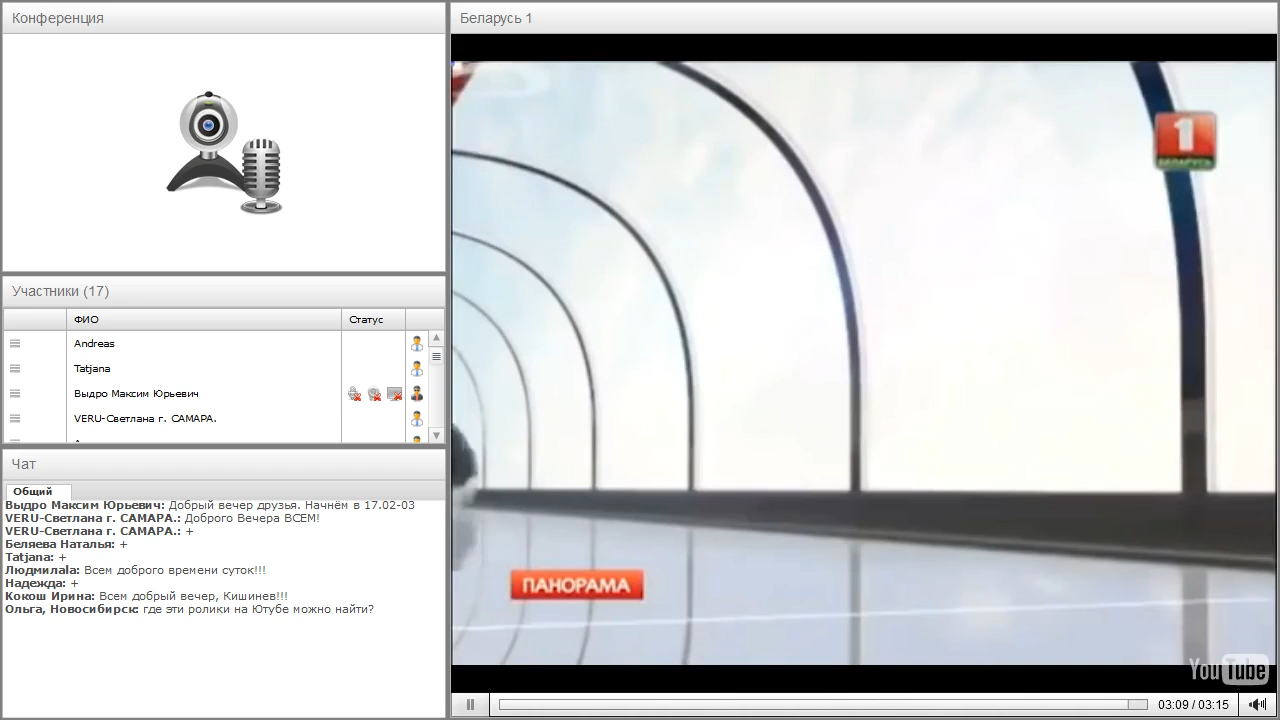 Конференция
Беларусь 1
1
БЕЛАРУСЬ
Участники (17)
ФИО Статус
Andreas
Tatjana
Выдро Максим Юрьевич
VERU-Светлана г. САМАРА.
Чат
Общий
Выдро Максим Юрьевич: Добрый вечер друзья. Начнём в 17.02-03
VERU-Светлана г. САМАРА.: Доброго Вечера ВСЕМ!
VERU-Светлана г. САМАРА.: +
Беляева Наталья: +
Tatjana: +
Людмилаla: Всем доброго времени суток!!!
Надежда: +
Кокош Ирина: Всем добрый вечер, Кишинев!!!
Ольга, Новосибирск: где эти ролики на Ютубе можно найти?
ПАНОРАМА
YouTube
03:09 / 03:15